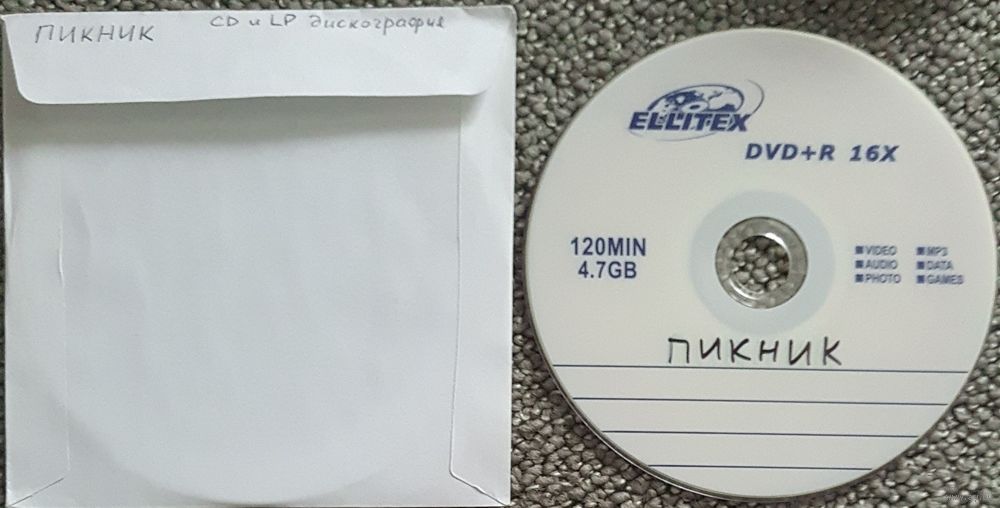 ПИКНИК CD и LP дискография
ELLITEX
DVD+R 16X
120MIN
4.7GB
VIDEO MP3
AUDIO DATA
PHOTO GAMES
ПИКНИК